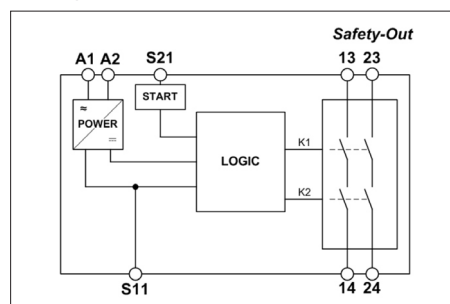 Safety-Out
A1 A2 S21 13 23
START
≂
POWER
⎓
LOGIC
K1
K2
S11 14 24